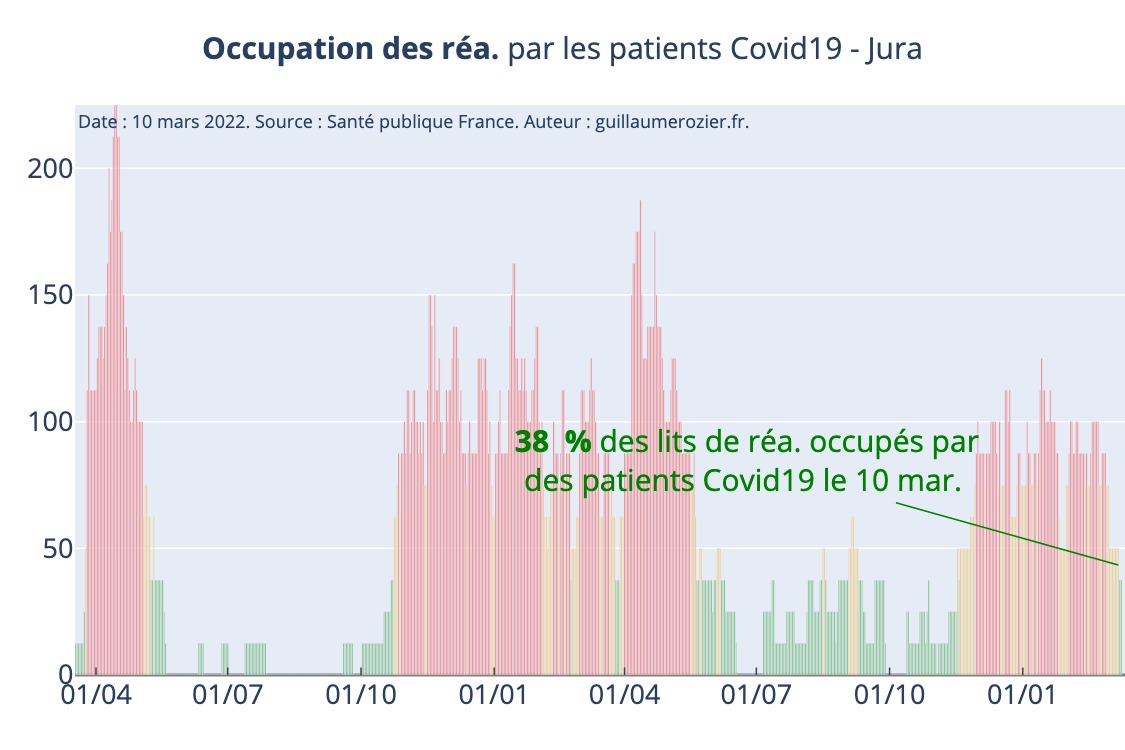 Occupation des réa. par les patients Covid19 - Jura
Date : 10 mars 2022. Source : Santé publique France. Auteur : guillaumerozier.fr.
200
150
100
50
0
38 % des lits de réa. occupés par
des patients Covid19 le 10 mar.
01/04 01/07 01/10 01/01 01/04 01/07 01/10 01/01